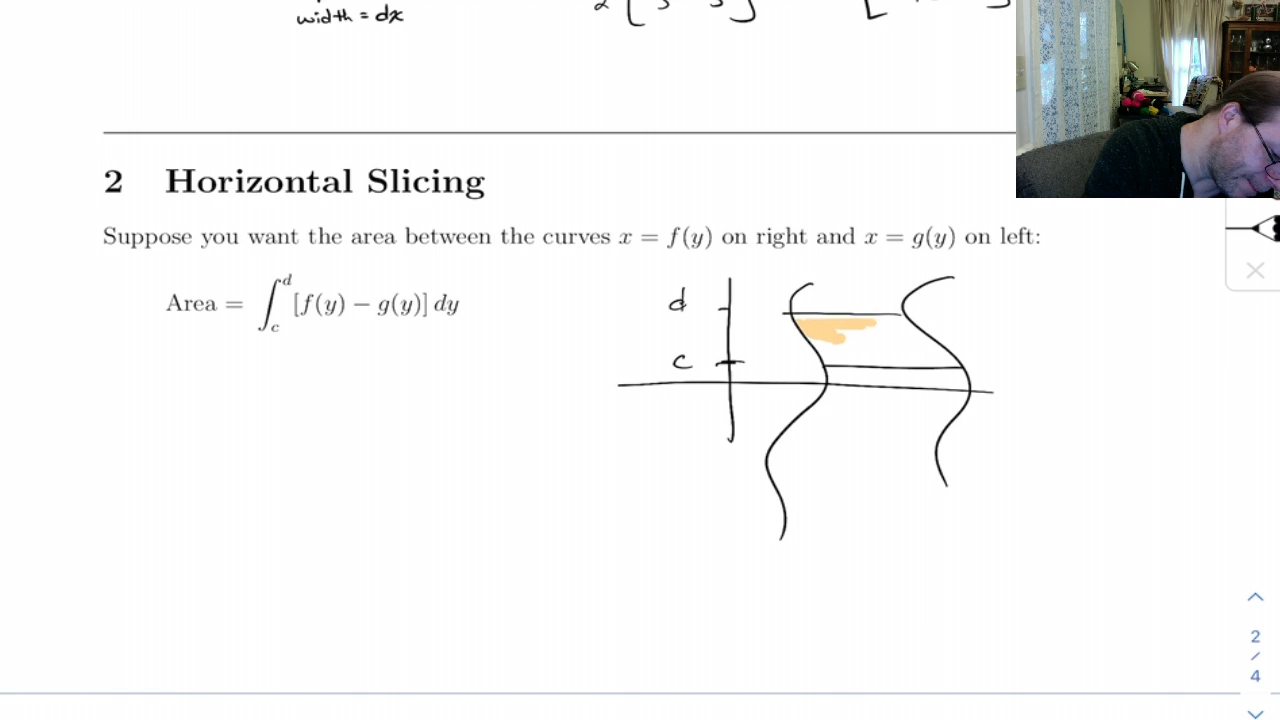 width = dx
2 Horizontal Slicing
Suppose you want the area between the curves x = f(y) on right and x = g(y) on left:
Area = ∫_c^d [f(y) − g(y)] dy
d
c
2
/
4